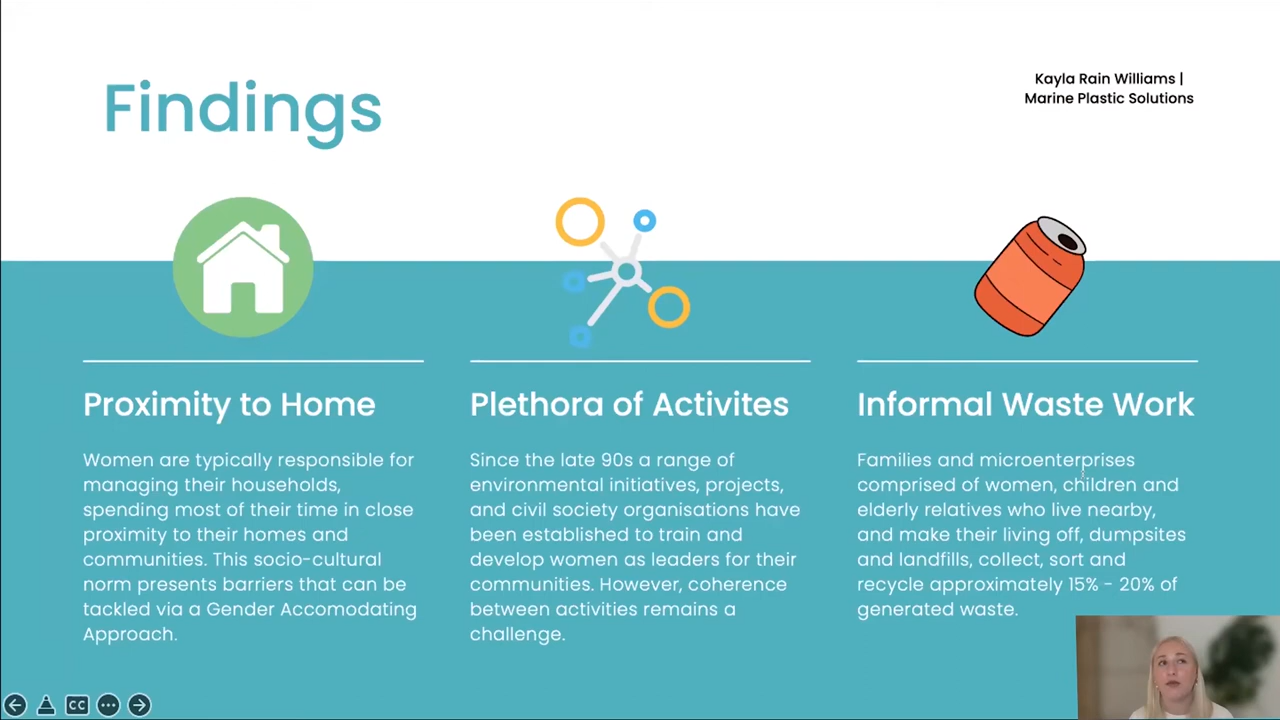 Findings
Kayla Rain Williams |
Marine Plastic Solutions
Proximity to Home
Women are typically responsible for
managing their households,
spending most of their time in close
proximity to their homes and
communities. This socio-cultural
norm presents barriers that can be
tackled via a Gender Accomodating
Approach.
Plethora of Activites
Since the late 90s a range of
environmental initiatives, projects,
and civil society organisations have
been established to train and
develop women as leaders for their
communities. However, coherence
between activities remains a
challenge.
Informal Waste Work
Families and microenterprises
comprised of women, children and
elderly relatives who live nearby,
and make their living off, dumpsites
and landfills, collect, sort and
recycle approximately 15% - 20% of
generated waste.
CC